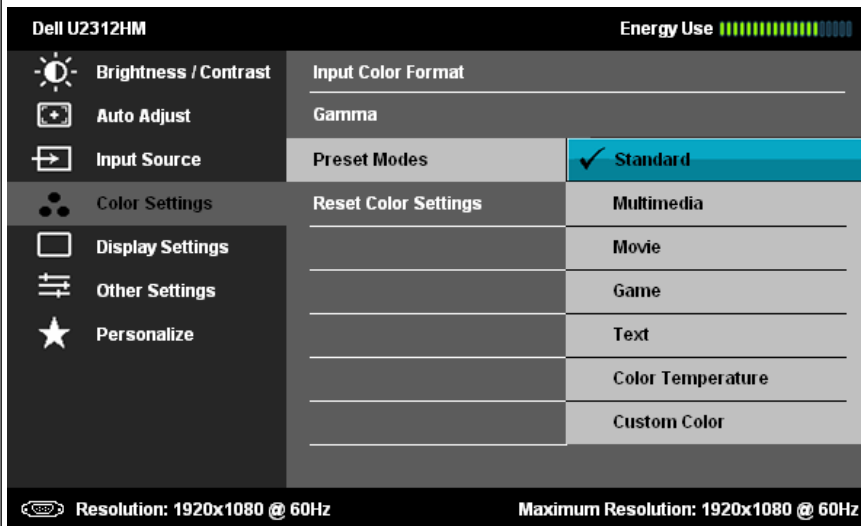 Dell U2312HM
Energy Use
Brightness / Contrast
Auto Adjust
Input Source
Color Settings
Display Settings
Other Settings
Personalize
Input Color Format
Gamma
Preset Modes
Reset Color Settings
Standard
Multimedia
Movie
Game
Text
Color Temperature
Custom Color
Resolution: 1920x1080 @ 60Hz
Maximum Resolution: 1920x1080 @ 60Hz